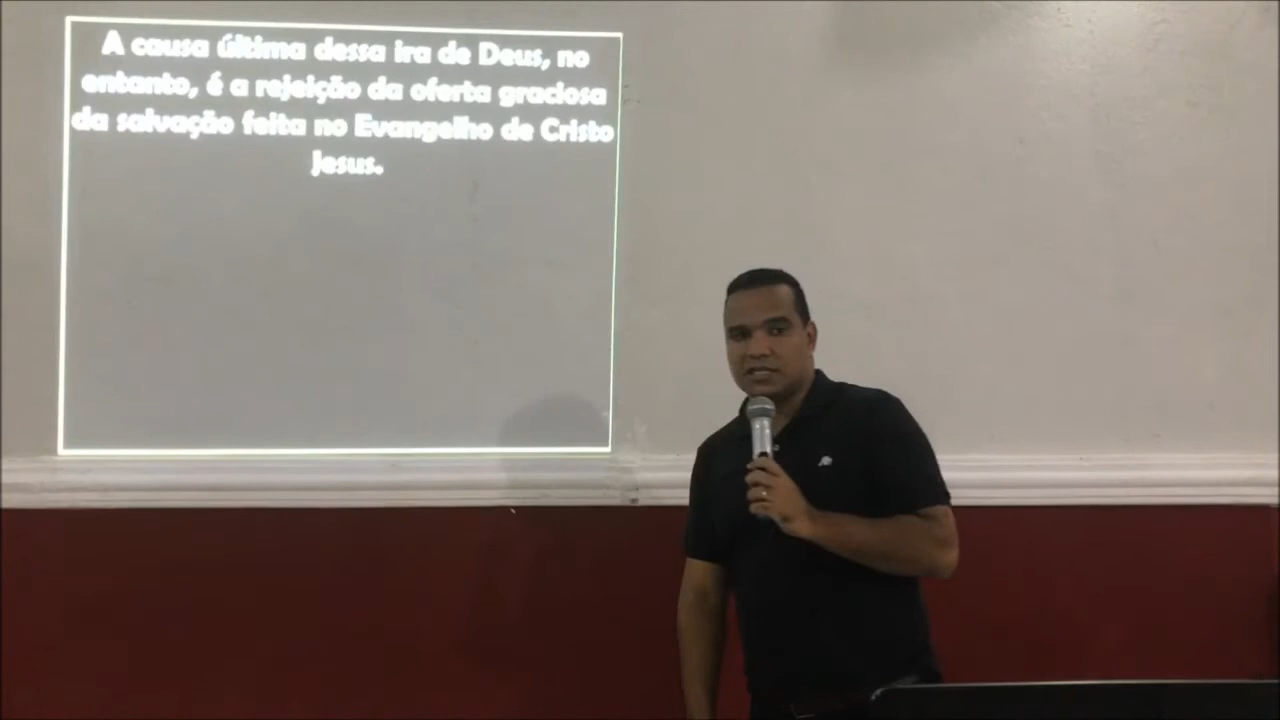 A causa última dessa ira de Deus, no
entanto, é a rejeição da oferta graciosa
da salvação feita no Evangelho de Cristo
Jesus.